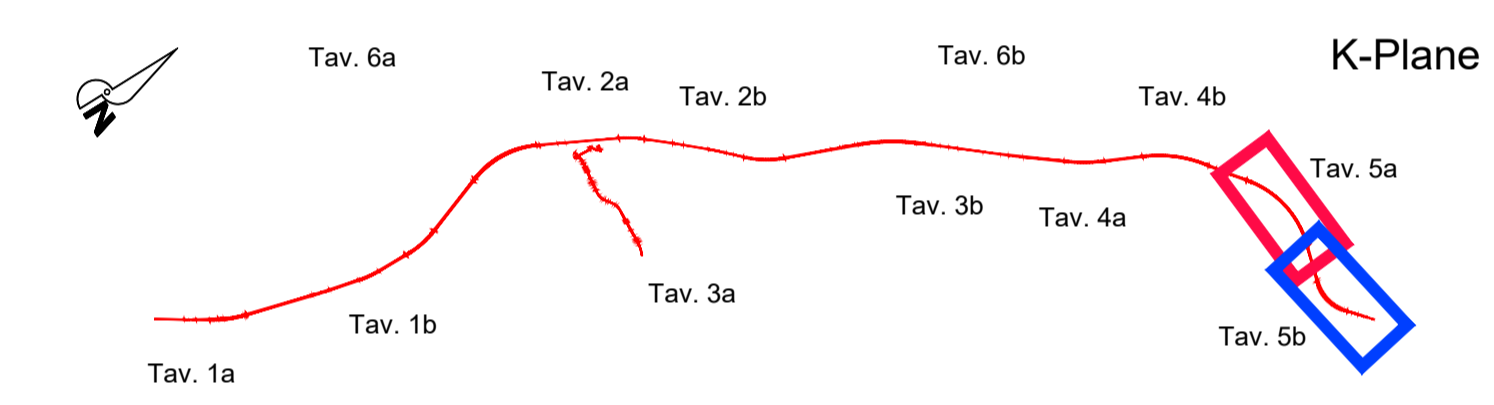 K-Plane
Tav. 6a
Tav. 6b
Tav. 2a
Tav. 2b
Tav. 4b
N
Tav. 5a
Tav. 3b
Tav. 4a
Tav. 3a
Tav. 1b
Tav. 5b
Tav. 1a